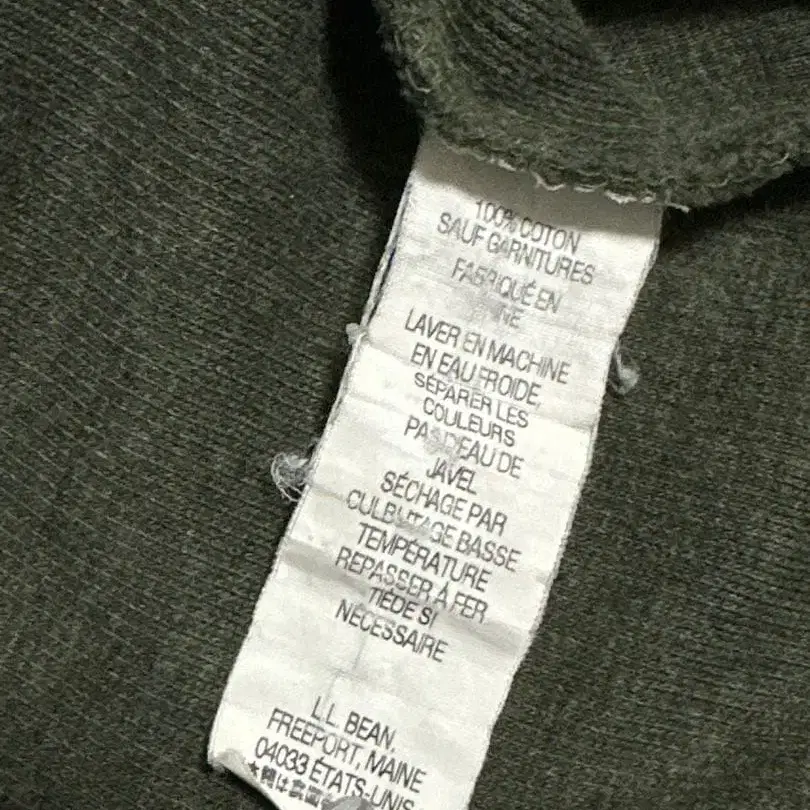 100% COTON
SAUF GARNITURES
FABRIQUÉ EN
LAVER EN MACHINE
EN EAU FROIDE,
SÉPARER LES
COULEURS
PAS D'EAU DE
JAVEL
SÉCHAGE PAR
CULBUTAGE BASSE
TEMPÉRATURE
REPASSER À FER
TIÈDE SI
NÉCESSAIRE
L.L. BEAN,
FREEPORT, MAINE
04033 ÉTATS-UNIS